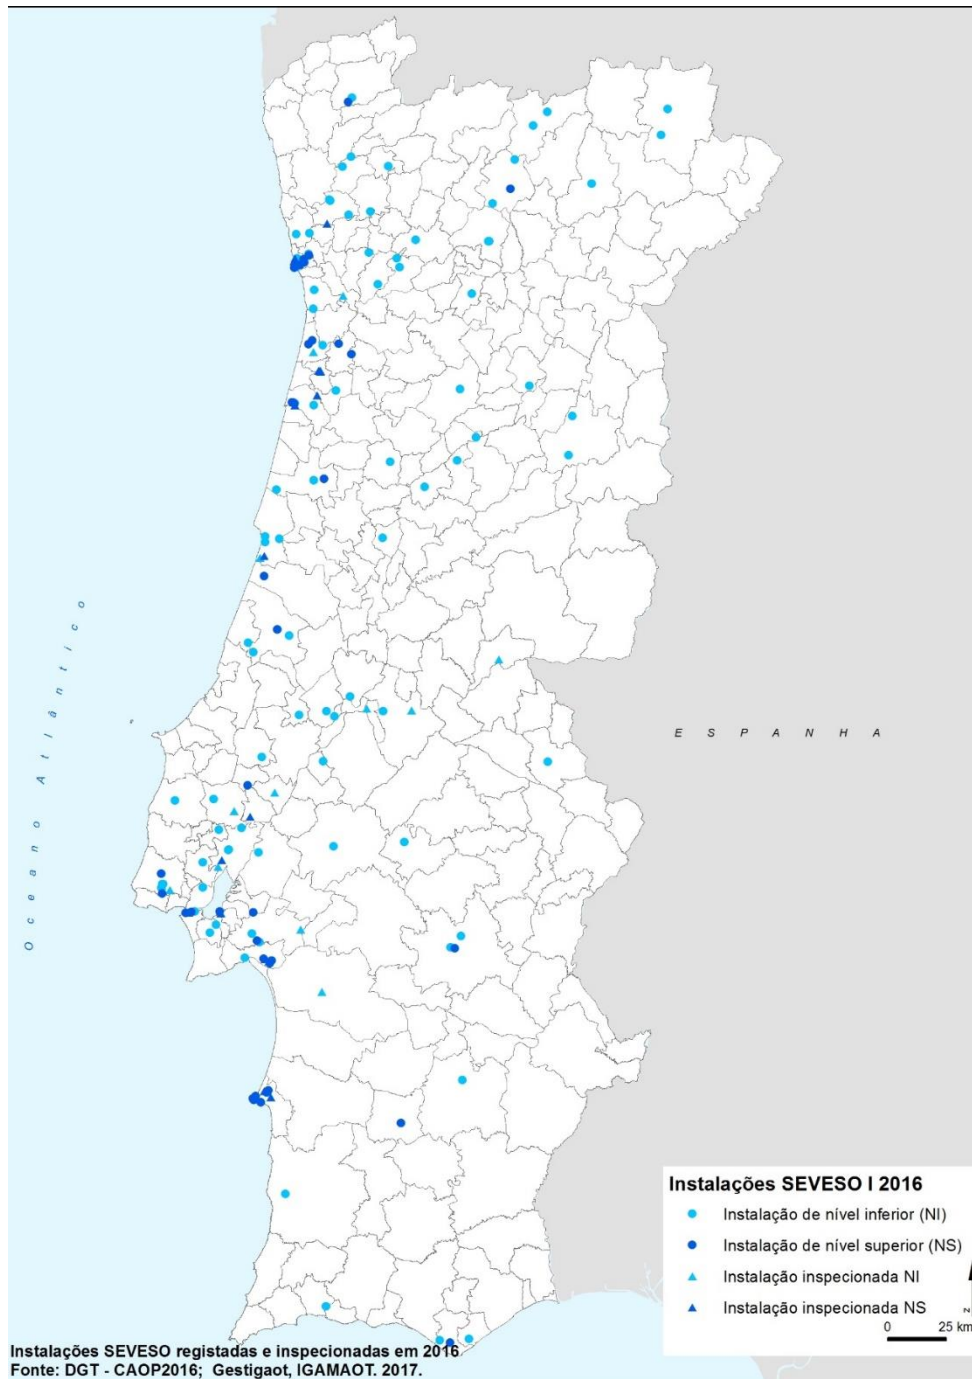 Oceano Atlântico
ESPANHA
Instalações SEVESO I 2016
Instalação de nível inferior (NI)
Instalação de nível superior (NS)
Instalação inspecionada NI
Instalação inspecionada NS
N
0 25 km
Instalações SEVESO registadas e inspecionadas em 2016
Fonte: DGT - CAOP2016; Gestigaot, IGAMAOT. 2017.